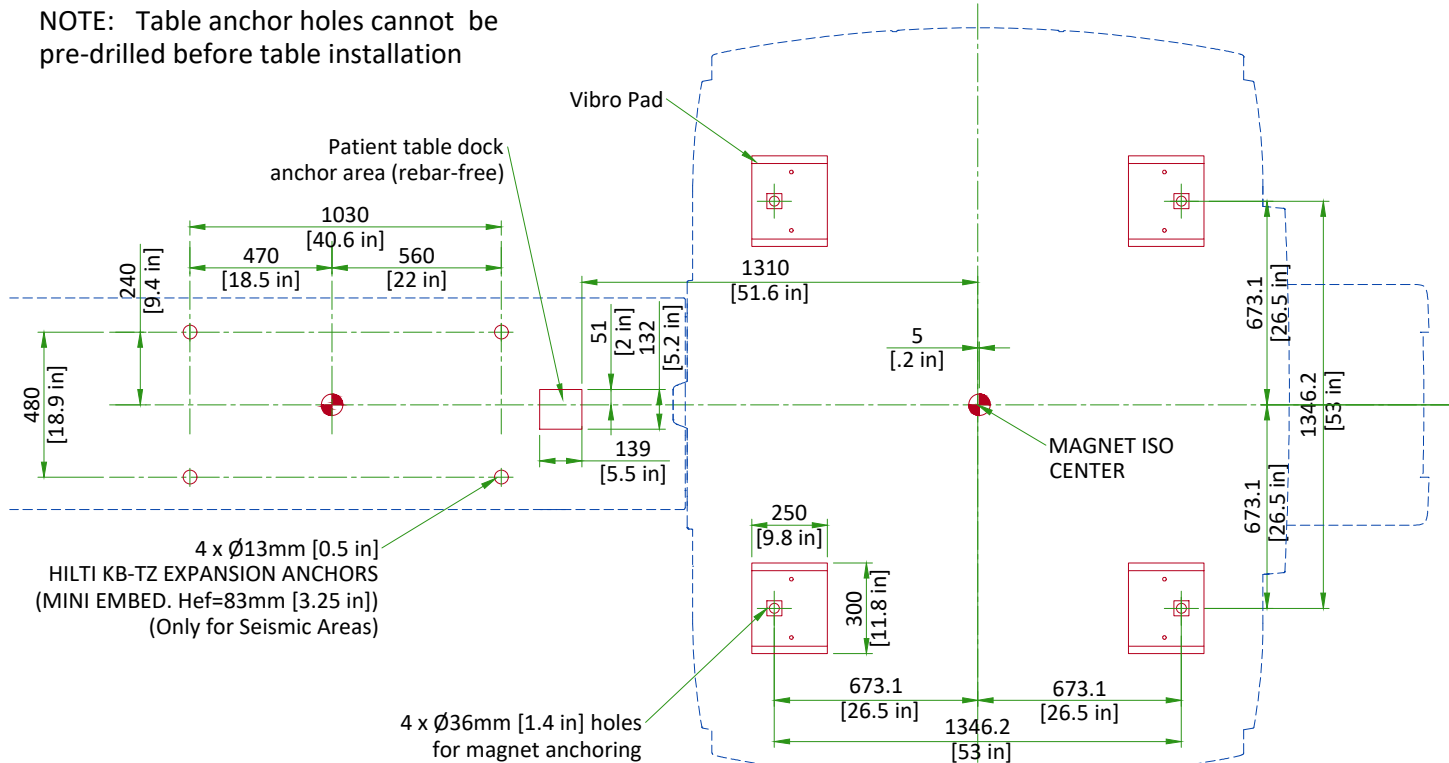 NOTE: Table anchor holes cannot be
pre-drilled before table installation
Vibro Pad
Patient table dock
anchor area (rebar-free)
1030
[40.6 in]
470
[18.5 in]
560
[22 in]
240
[9.4 in]
480
[18.9 in]
1310
[51.6 in]
51
[2 in]
132
[5.2 in]
139
[5.5 in]
5
[.2 in]
673.1
[26.5 in]
1346.2
[53 in]
673.1
[26.5 in]
MAGNET ISO
CENTER
250
[9.8 in]
300
[11.8 in]
4 x Ø13mm [0.5 in]
HILTI KB-TZ EXPANSION ANCHORS
(MINI EMBED. Hef=83mm [3.25 in])
(Only for Seismic Areas)
4 x Ø36mm [1.4 in] holes
for magnet anchoring
673.1
[26.5 in]
673.1
[26.5 in]
1346.2
[53 in]